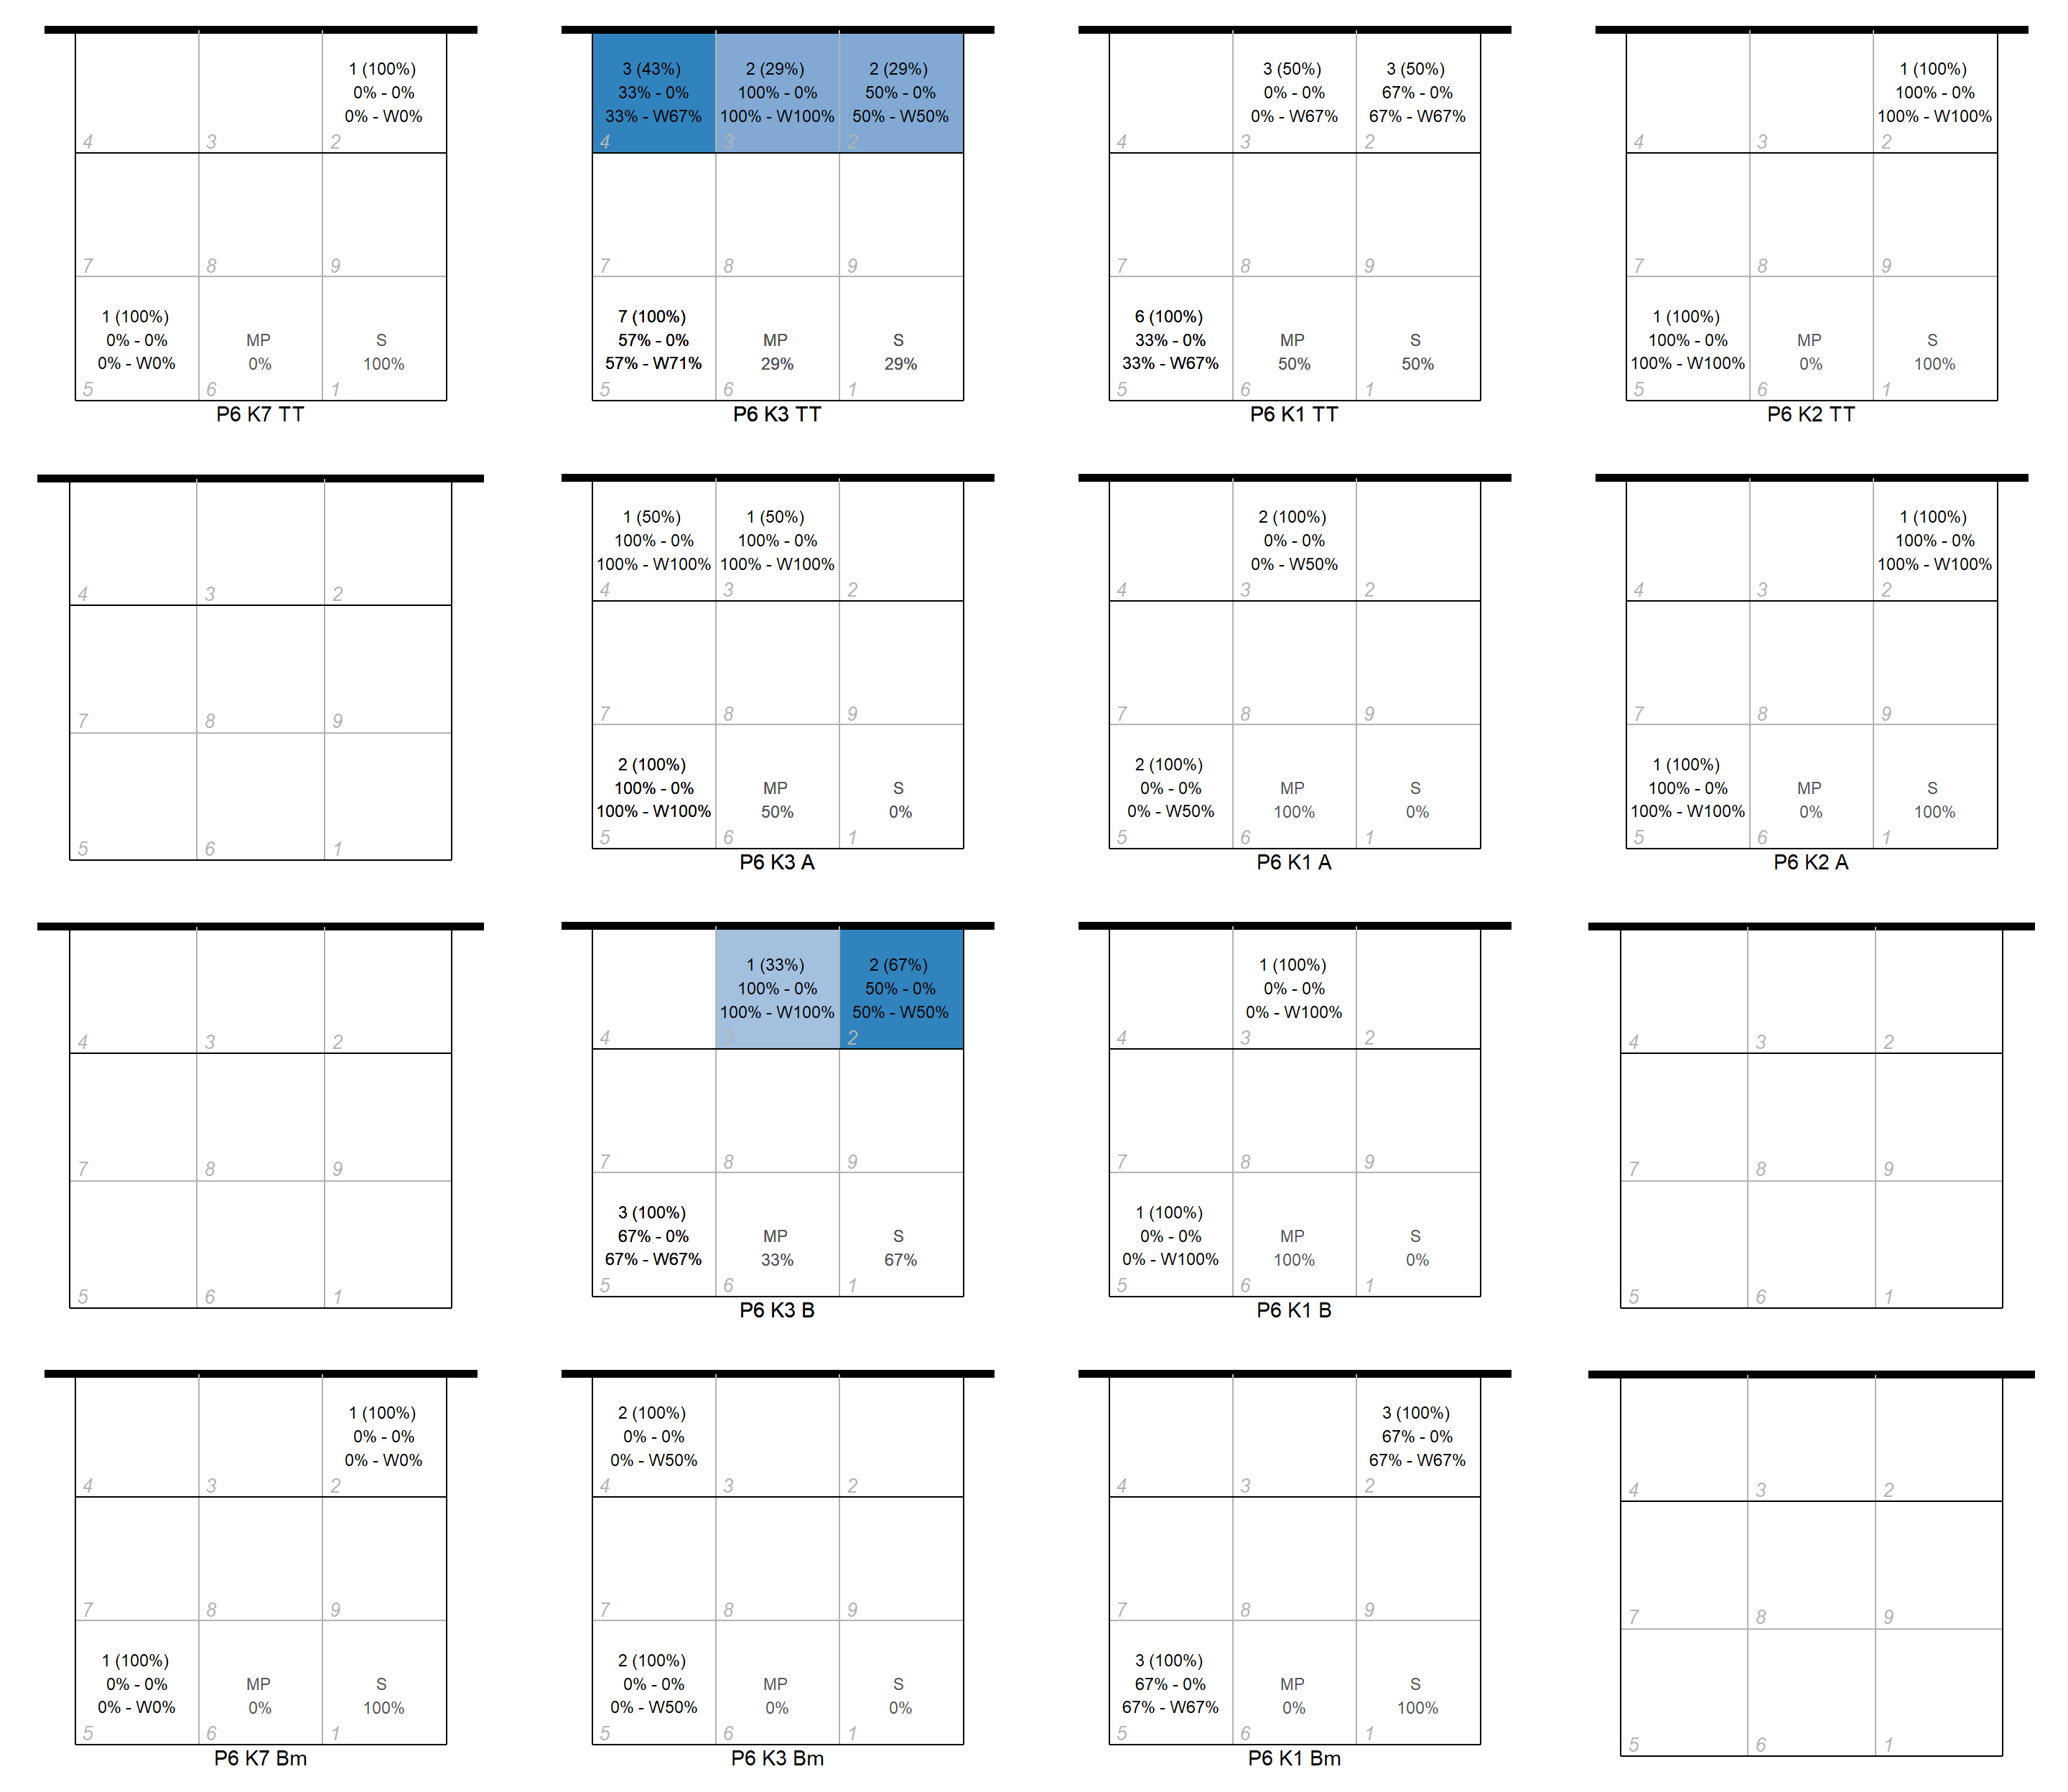 1 (100%)
0% - 0%
0% - W0%
4 3 2
7 8 9
1 (100%)
0% - 0% MP S
0% - W0% 0% 100%
5 6 1
P6 K7 TT
3 (43%) 2 (29%) 2 (29%)
33% - 0% 100% - 0% 50% - 0%
33% - W67% 100% - W100% 50% - W50%
4 3 2
7 8 9
7 (100%)
57% - 0% MP S
57% - W71% 29% 29%
5 6 1
P6 K3 TT
3 (50%) 3 (50%)
0% - 0% 67% - 0%
0% - W67% 67% - W67%
4 3 2
7 8 9
6 (100%)
33% - 0% MP S
33% - W67% 50% 50%
5 6 1
P6 K1 TT
1 (100%)
100% - 0%
100% - W100%
4 3 2
7 8 9
1 (100%)
100% - 0% MP S
100% - W100% 0% 100%
5 6 1
P6 K2 TT
4 3 2
7 8 9
5 6 1
1 (50%) 1 (50%)
100% - 0% 100% - 0%
100% - W100% 100% - W100%
4 3 2
7 8 9
2 (100%)
100% - 0% MP S
100% - W100% 50% 0%
5 6 1
P6 K3 A
2 (100%)
0% - 0%
0% - W50%
4 3 2
7 8 9
2 (100%)
0% - 0% MP S
0% - W50% 100% 0%
5 6 1
P6 K1 A
1 (100%)
100% - 0%
100% - W100%
4 3 2
7 8 9
1 (100%)
100% - 0% MP S
100% - W100% 0% 100%
5 6 1
P6 K2 A
4 3 2
7 8 9
5 6 1
1 (33%) 2 (67%)
100% - 0% 50% - 0%
100% - W100% 50% - W50%
4 3 2
7 8 9
3 (100%)
67% - 0% MP S
67% - W67% 33% 67%
5 6 1
P6 K3 B
1 (100%)
0% - 0%
0% - W100%
4 3 2
7 8 9
1 (100%)
0% - 0% MP S
0% - W100% 100% 0%
5 6 1
P6 K1 B
4 3 2
7 8 9
5 6 1
1 (100%)
0% - 0%
0% - W0%
4 3 2
7 8 9
1 (100%)
0% - 0% MP S
0% - W0% 0% 100%
5 6 1
P6 K7 Bm
2 (100%)
0% - 0%
0% - W50%
4 3 2
7 8 9
2 (100%)
0% - 0% MP S
0% - W50% 0% 0%
5 6 1
P6 K3 Bm
3 (100%)
67% - 0%
67% - W67%
4 3 2
7 8 9
3 (100%)
67% - 0% MP S
67% - W67% 0% 100%
5 6 1
P6 K1 Bm
4 3 2
7 8 9
5 6 1